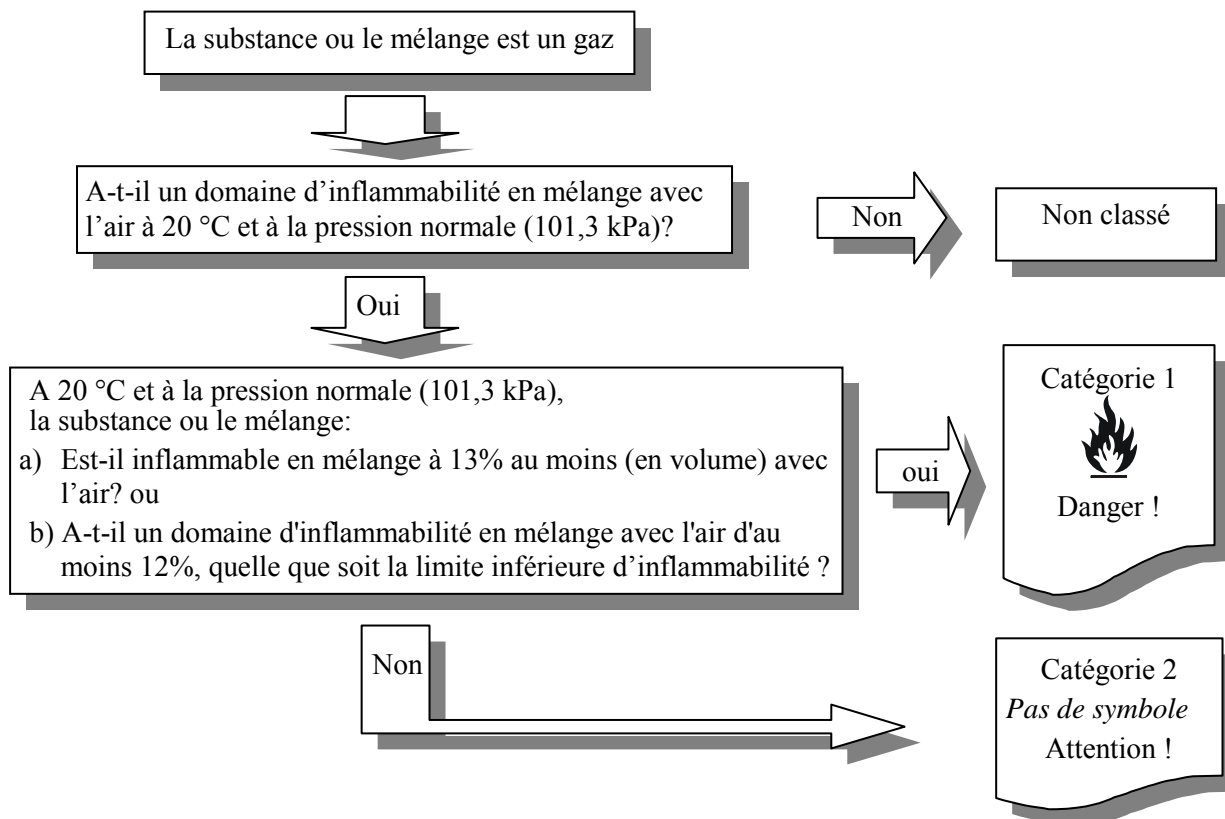 La substance ou le mélange est un gaz
A-t-il un domaine d’inflammabilité en mélange avec
l’air à 20 °C et à la pression normale (101,3 kPa)?
Non
Non classé
Oui
A 20 °C et à la pression normale (101,3 kPa),
la substance ou le mélange:
a) Est-il inflammable en mélange à 13% au moins (en volume) avec
l’air? ou
b) A-t-il un domaine d'inflammabilité en mélange avec l'air d'au
moins 12%, quelle que soit la limite inférieure d’inflammabilité ?
oui
Catégorie 1
Danger !
Non
Catégorie 2
Pas de symbole
Attention !